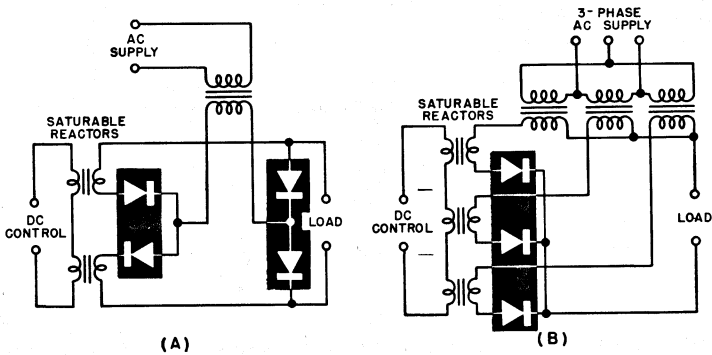 AC
SUPPLY
SATURABLE
REACTORS
DC
CONTROL
LOAD
(A)
3-PHASE
AC SUPPLY
SATURABLE
REACTORS
DC
CONTROL
LOAD
(B)